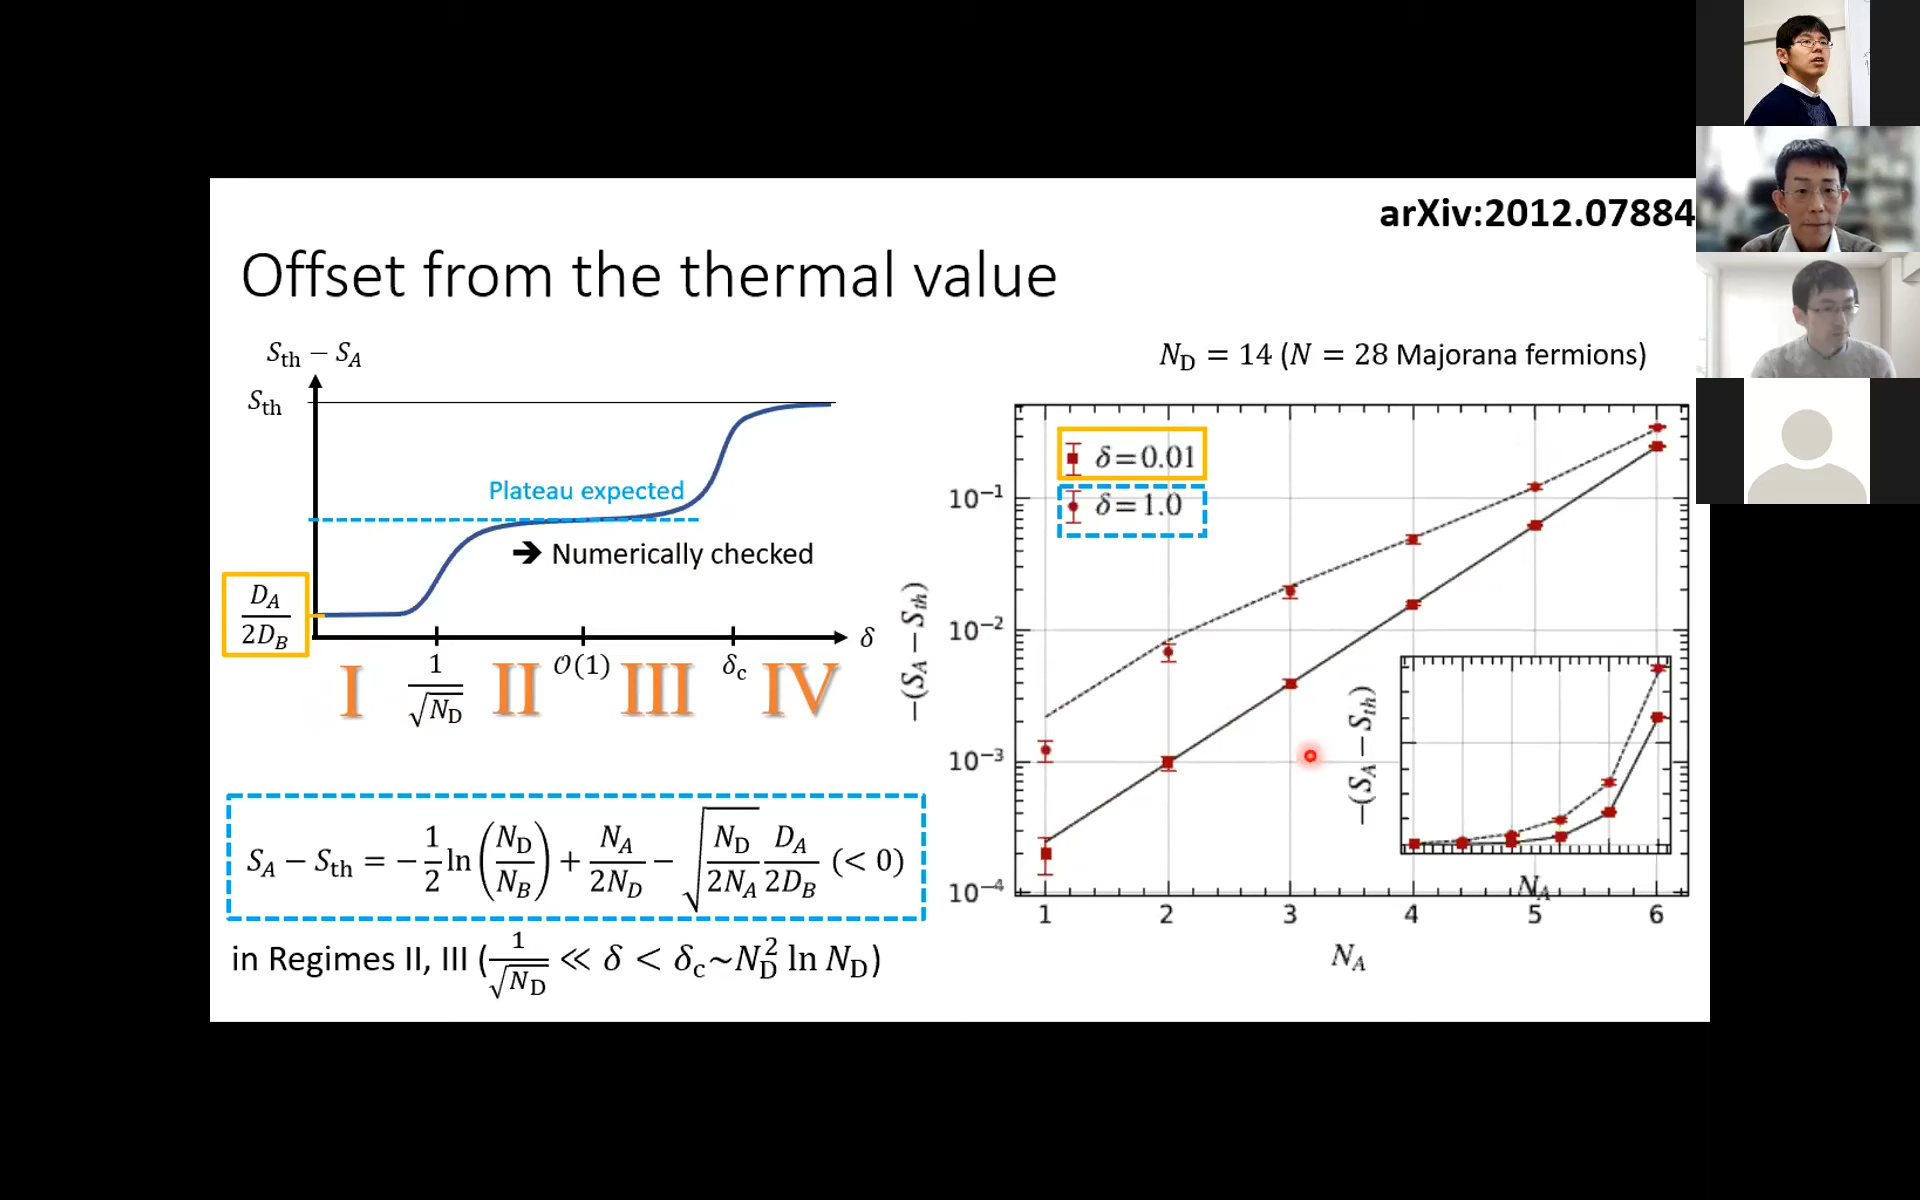 arXiv:2012.07884
Offset from the thermal value
S_th − S_A
S_th
Plateau expected
➔ Numerically checked
D_A / 2D_B
δ
1/√N_D
𝒪(1)
δ_c
I II III IV
S_A − S_th = −1/2 ln(N_D/N_B) + N_A/2N_D − √(N_D/2N_A) D_A/2D_B (< 0)
in Regimes II, III (1/√N_D ≪ δ < δ_c~N_D² ln N_D)
N_D = 14 (N = 28 Majorana fermions)
δ=0.01
δ=1.0
10⁻¹
10⁻²
10⁻³
10⁻⁴
−(S_A − S_th)
1 2 3 4 5 6
N_A
−(S_A − S_th)
N_A